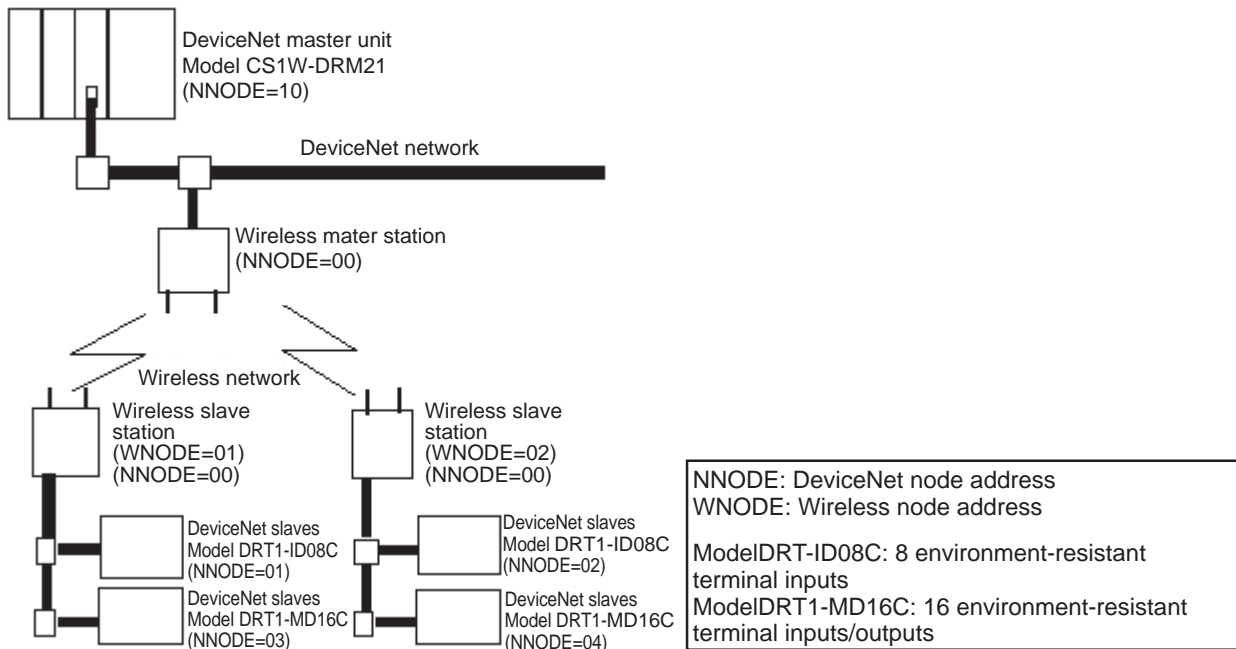 DeviceNet master unit
Model CS1W-DRM21
(NNODE=10)
DeviceNet network
Wireless mater station
(NNODE=00)
Wireless network
Wireless slave
station
(WNODE=01)
(NNODE=00)
Wireless slave
station
(WNODE=02)
(NNODE=00)
DeviceNet slaves
Model DRT1-ID08C
(NNODE=01)
DeviceNet slaves
Model DRT1-ID08C
(NNODE=02)
DeviceNet slaves
Model DRT1-MD16C
(NNODE=03)
DeviceNet slaves
Model DRT1-MD16C
(NNODE=04)
NNODE: DeviceNet node address
WNODE: Wireless node address
ModelDRT-ID08C: 8 environment-resistant
terminal inputs
ModelDRT1-MD16C: 16 environment-resistant
terminal inputs/outputs